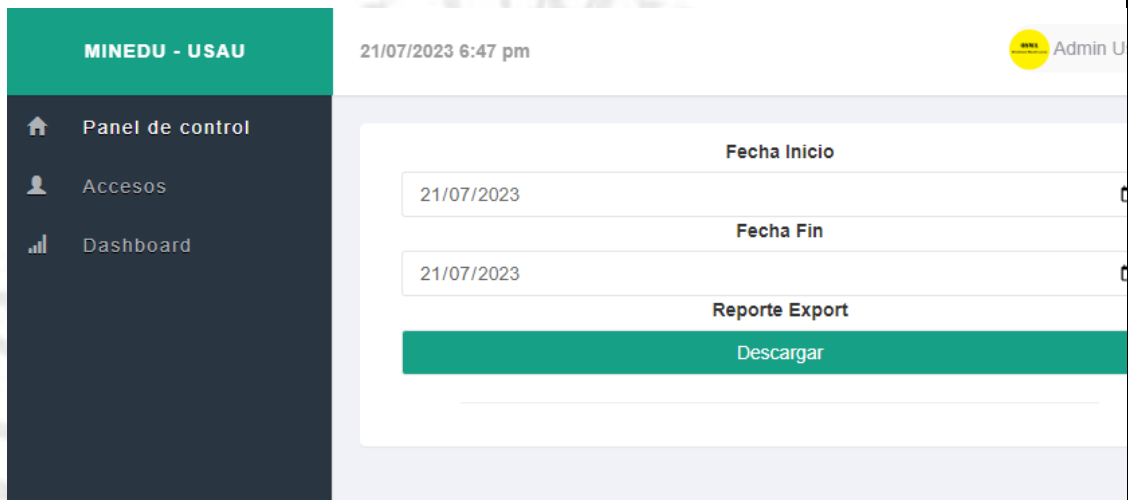 MINEDU - USAU
21/07/2023 6:47 pm
Admin
Panel de control
Accesos
Dashboard
Fecha Inicio
21/07/2023
Fecha Fin
21/07/2023
Reporte Export
Descargar